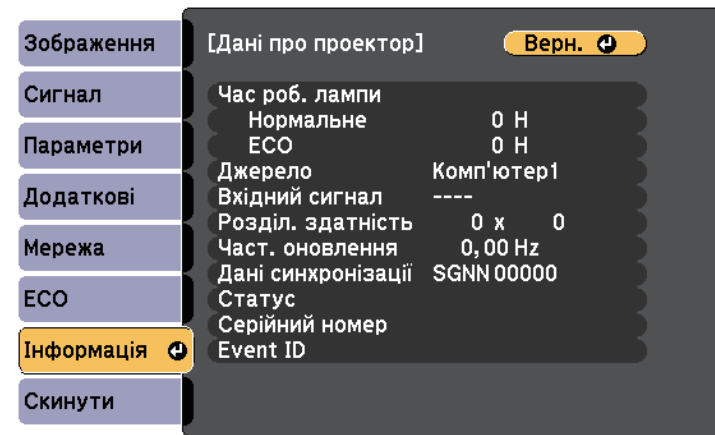 Зображення
Сигнал
Параметри
Додаткові
Мережа
ECO
Інформація
Скинути
[Дані про проектор] Верн.
Час роб. лампи
Нормальне 0 H
ECO 0 H
Джерело Комп'ютер1
Вхідний сигнал ----
Розділ. здатність 0 x 0
Част. оновлення 0,00 Hz
Дані синхронізації SGNN 00000
Статус
Серійний номер
Event ID